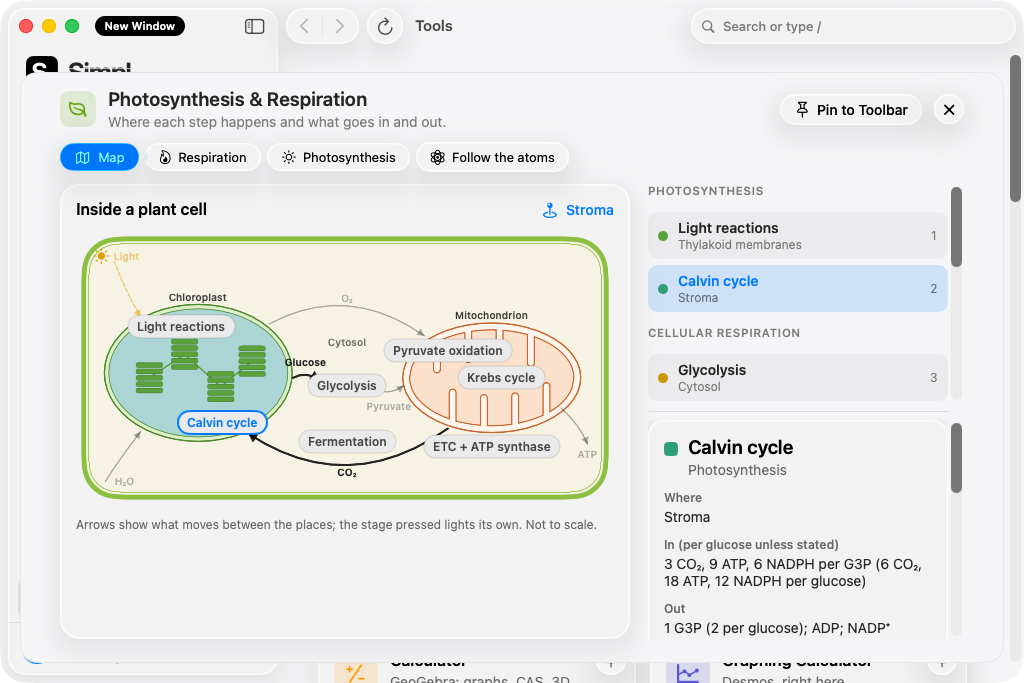 New Window
Tools
Search or type /
Simpl
Photosynthesis & Respiration
Where each step happens and what goes in and out.
Pin to Toolbar
Map
Respiration
Photosynthesis
Follow the atoms
Inside a plant cell
Stroma
Light
Chloroplast
O₂
Mitochondrion
Light reactions
Cytosol
Pyruvate oxidation
Glucose
Krebs cycle
Glycolysis
Pyruvate
Calvin cycle
Fermentation
ETC + ATP synthase
ATP
CO₂
H₂O
Arrows show what moves between the places; the stage pressed lights its own. Not to scale.
PHOTOSYNTHESIS
Light reactions
Thylakoid membranes
1
Calvin cycle
Stroma
2
CELLULAR RESPIRATION
Glycolysis
Cytosol
3
Calvin cycle
Photosynthesis
Where
Stroma
In (per glucose unless stated)
3 CO₂, 9 ATP, 6 NADPH per G3P (6 CO₂,
18 ATP, 12 NADPH per glucose)
Out
1 G3P (2 per glucose); ADP; NADP⁺
Calculator
GeoGebra: graphs, CAS, 3D
Graphing Calculator
Desmos, right here